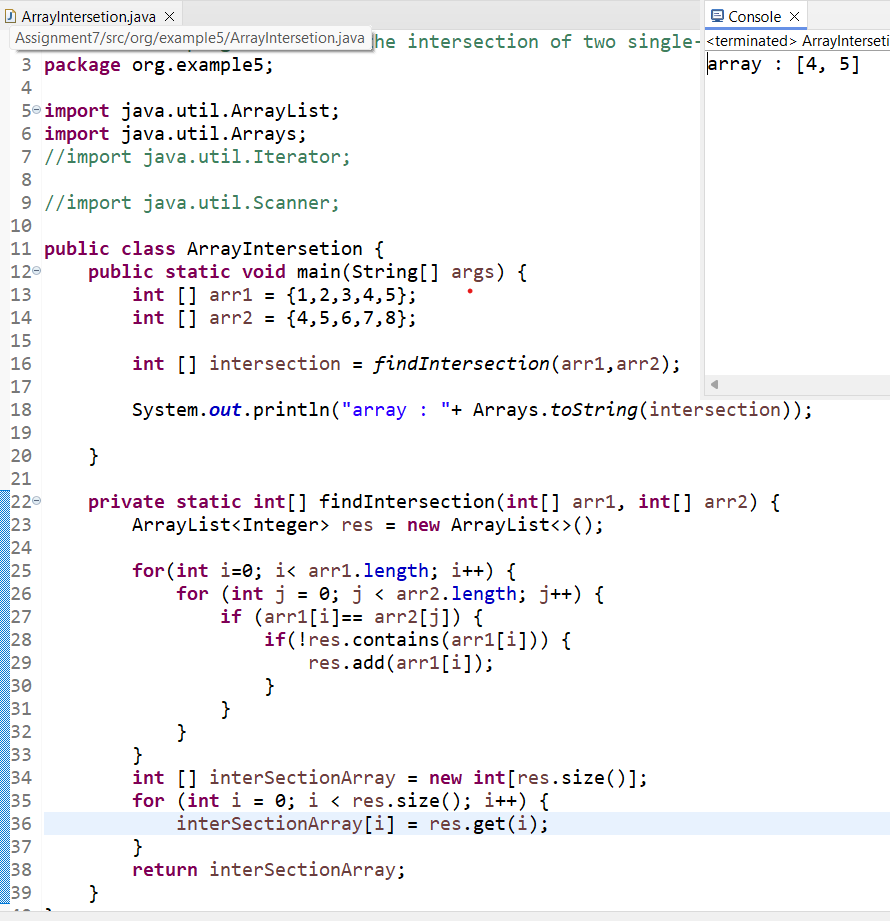 ArrayIntersetion.java
Assignment7/src/org/example5/ArrayIntersetion.java
the intersection of two single-
3 package org.example5;
4
5 import java.util.ArrayList;
6 import java.util.Arrays;
7 //import java.util.Iterator;
8
9 //import java.util.Scanner;
10
11 public class ArrayIntersetion {
12 public static void main(String[] args) {
13 int [] arr1 = {1,2,3,4,5};
14 int [] arr2 = {4,5,6,7,8};
15
16 int [] intersection = findIntersection(arr1,arr2);
17
18 System.out.println("array : "+ Arrays.toString(intersection));
19
20 }
21
22 private static int[] findIntersection(int[] arr1, int[] arr2) {
23 ArrayList<Integer> res = new ArrayList<>();
24
25 for(int i=0; i< arr1.length; i++) {
26 for (int j = 0; j < arr2.length; j++) {
27 if (arr1[i]== arr2[j]) {
28 if(!res.contains(arr1[i])) {
29 res.add(arr1[i]);
30 }
31 }
32 }
33 }
34 int [] interSectionArray = new int[res.size()];
35 for (int i = 0; i < res.size(); i++) {
36 interSectionArray[i] = res.get(i);
37 }
38 return interSectionArray;
39 }
Console
<terminated> ArrayInterseti
array : [4, 5]